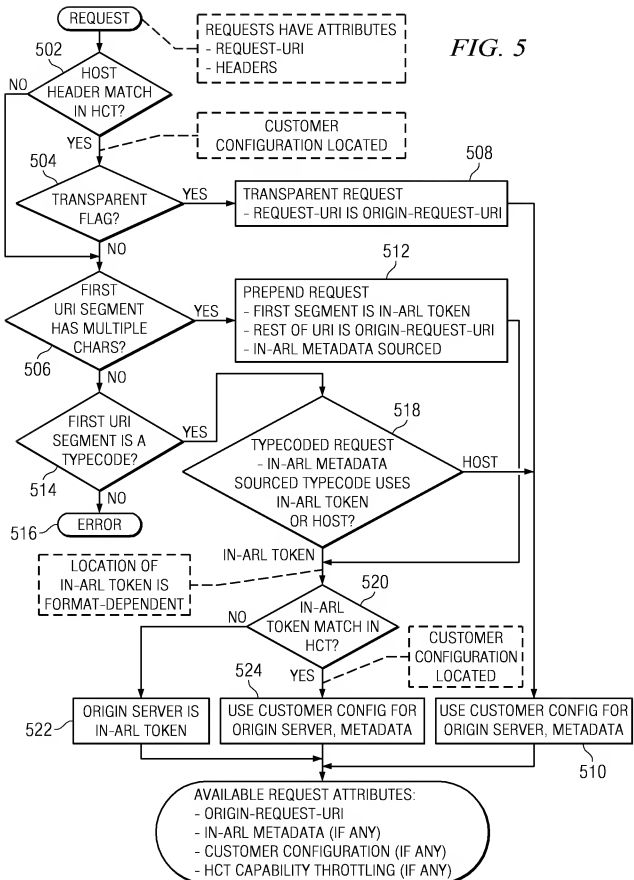 REQUEST
REQUESTS HAVE ATTRIBUTES
- REQUEST-URI
- HEADERS
FIG. 5
502
HOST
HEADER MATCH
IN HCT?
NO
YES
CUSTOMER
CONFIGURATION LOCATED
504
TRANSPARENT
FLAG?
YES
NO
508
TRANSPARENT REQUEST
- REQUEST-URI IS ORIGIN-REQUEST-URI
512
FIRST
URI SEGMENT
HAS MULTIPLE
CHARS?
506
YES
NO
PREPEND REQUEST
- FIRST SEGMENT IS IN-ARL TOKEN
- REST OF URI IS ORIGIN-REQUEST-URI
- IN-ARL METADATA SOURCED
FIRST URI
SEGMENT IS A
TYPECODE?
514
YES
NO
516
ERROR
518
TYPECODED REQUEST
- IN-ARL METADATA
SOURCED TYPECODE USES
IN-ARL TOKEN
OR HOST?
HOST
IN-ARL TOKEN
LOCATION OF
IN-ARL TOKEN IS
FORMAT-DEPENDENT
520
IN-ARL
TOKEN MATCH IN
HCT?
NO
YES
CUSTOMER
CONFIGURATION
LOCATED
522
ORIGIN SERVER IS
IN-ARL TOKEN
524
USE CUSTOMER CONFIG FOR
ORIGIN SERVER, METADATA
USE CUSTOMER CONFIG FOR
ORIGIN SERVER, METADATA
510
AVAILABLE REQUEST ATTRIBUTES:
- ORIGIN-REQUEST-URI
- IN-ARL METADATA (IF ANY)
- CUSTOMER CONFIGURATION (IF ANY)
- HCT CAPABILITY THROTTLING (IF ANY)